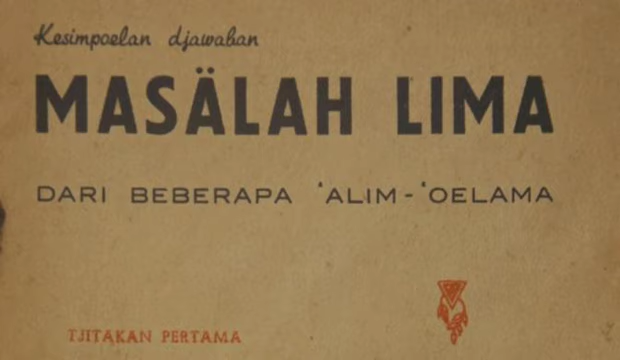 Kesimpoelan djawaban
MASÄLAH LIMA
DARI BEBERAPA ‘ALIM-‘OELAMA
TJITAKAN PERTAMA